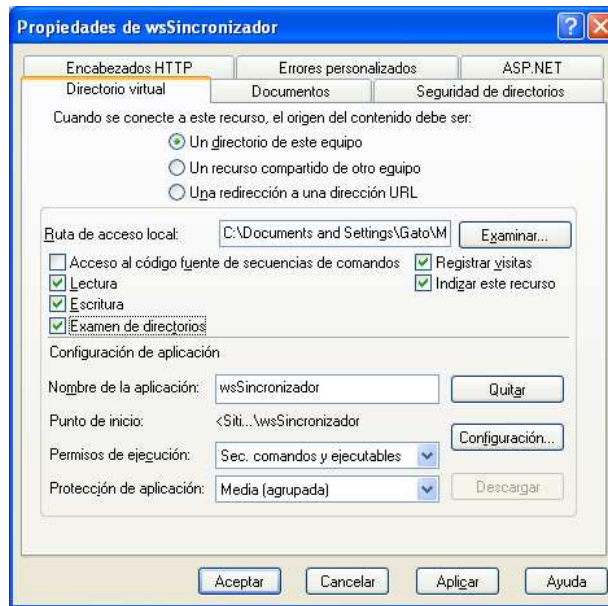 Propiedades de wsSincronizador
Encabezados HTTP Errores personalizados ASP.NET
Directorio virtual Documentos Seguridad de directorios
Cuando se conecte a este recurso, el origen del contenido debe ser:
Un directorio de este equipo
Un recurso compartido de otro equipo
Una redirección a una dirección URL
Ruta de acceso local: C:\Documents and Settings\Gato\M Examinar...
Acceso al código fuente de secuencias de comandos Registrar visitas
Lectura Indizar este recurso
Escritura
Examen de directorios
Configuración de aplicación
Nombre de la aplicación: wsSincronizador Quitar
Punto de inicio: <Siti...\wsSincronizador
Configuración...
Permisos de ejecución: Sec. comandos y ejecutables
Protección de aplicación: Media (agrupada) Descargar
Aceptar Cancelar Aplicar Ayuda